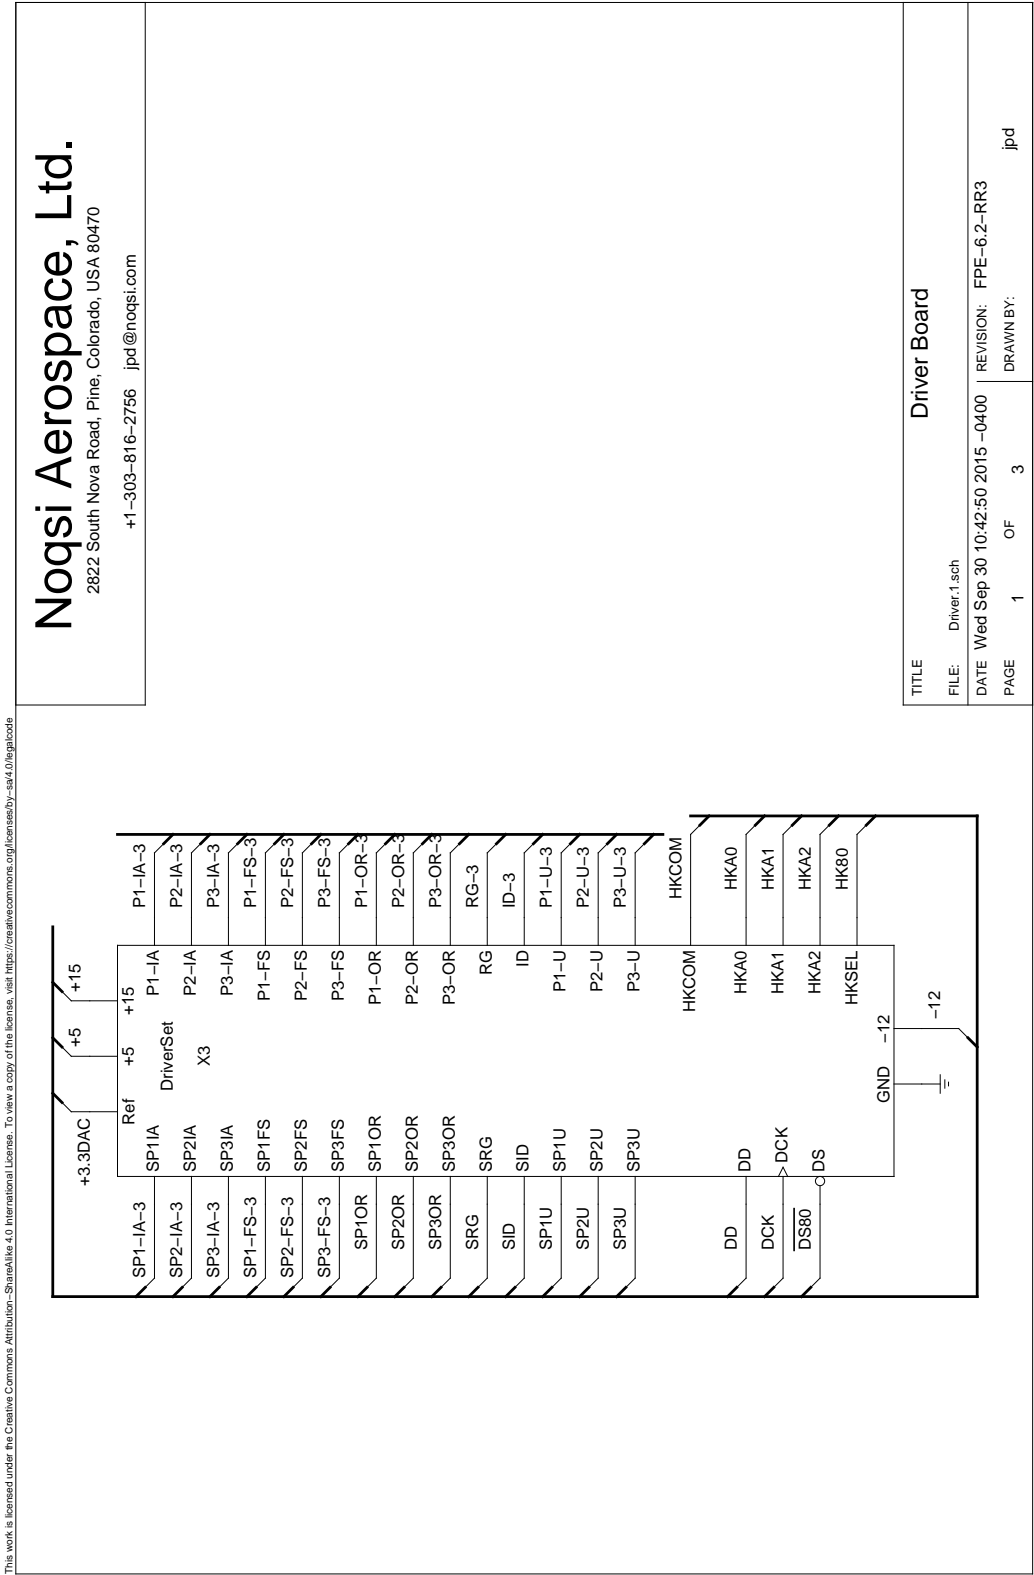 This work is licensed under the Creative Commons Attribution−ShareAlike 4.0 International License. To view a copy of the license, visit https://creativecommons.org/licenses/by−sa/4.0/legalcode
Noqsi Aerospace, Ltd.
2822 South Nova Road, Pine, Colorado, USA 80470
+1−303−816−2756 jpd@noqsi.com
+3.3DAC
+5
+15
Ref
+5
+15
DriverSet
X3
SP1−IA−3 SP1IA P1−IA P1−IA−3
SP2−IA−3 SP2IA P2−IA P2−IA−3
SP3−IA−3 SP3IA P3−IA P3−IA−3
SP1−FS−3 SP1FS P1−FS P1−FS−3
SP2−FS−3 SP2FS P2−FS P2−FS−3
SP3−FS−3 SP3FS P3−FS P3−FS−3
SP1OR SP1OR P1−OR P1−OR−3
SP2OR SP2OR P2−OR P2−OR−3
SP3OR SP3OR P3−OR P3−OR−3
SRG SRG RG RG−3
SID SID ID ID−3
SP1U SP1U P1−U P1−U−3
SP2U SP2U P2−U P2−U−3
SP3U SP3U P3−U P3−U−3
HKCOM HKCOM
DD DD HKA0 HKA0
DCK DCK HKA1 HKA1
DS80 DS HKA2 HKA2
HKSEL HK80
GND −12
−12
TITLE
Driver Board
FILE: Driver.1.sch
DATE Wed Sep 30 10:42:50 2015 −0400 REVISION: FPE−6.2−RR3
PAGE 1 OF 3 DRAWN BY: jpd